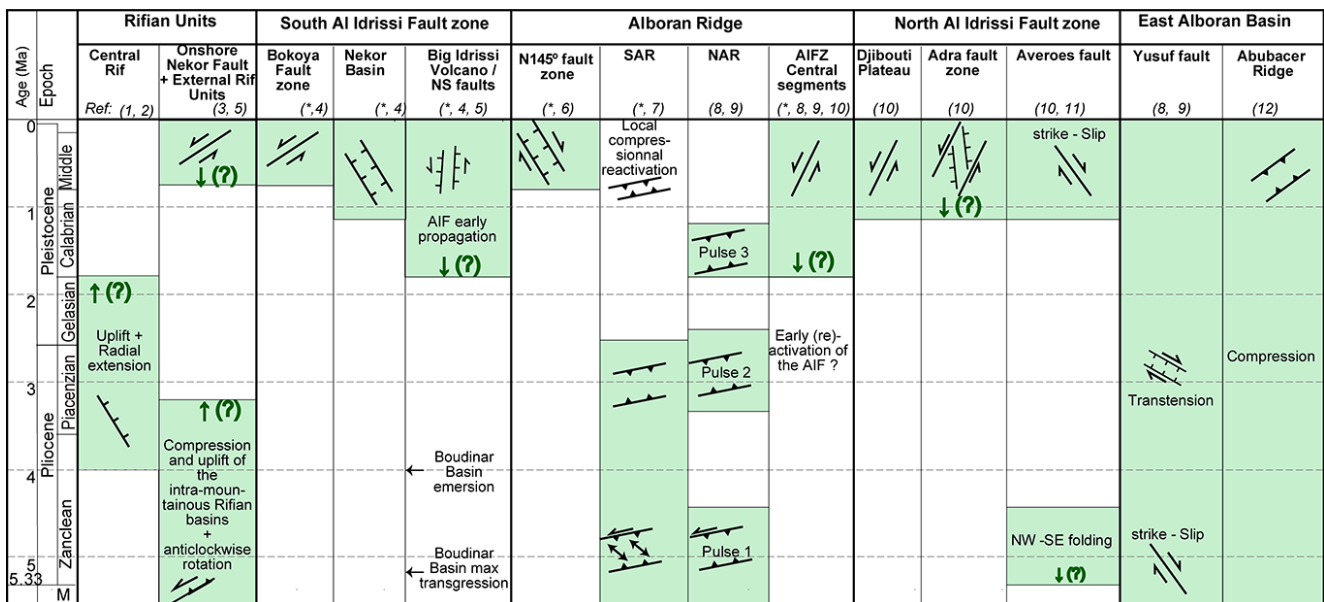 Rifian Units
South Al Idrissi Fault zone
Alboran Ridge
North Al Idrissi Fault zone
East Alboran Basin
Age (Ma)
Epoch
Central
Rif
Ref: (1, 2)
Onshore
Nekor Fault
+ External Rif
Units
(3, 5)
Bokoya
Fault
zone
(*,4)
Nekor
Basin
(*, 4)
Big Idrissi
Volcano /
NS faults
(*, 4, 5)
N145º fault
zone
(*, 6)
SAR
(*, 7)
NAR
(8, 9)
AIFZ
Central
segments
(*, 8, 9, 10)
Djibouti
Plateau
(10)
Adra fault
zone
(10)
Averoes fault
(10, 11)
Yusuf fault
(8, 9)
Abubacer
Ridge
(12)
0
1
2
3
4
5
5.33
Pleistocene
Pliocene
Middle
Calabrian
Gelasian
Piacenzian
Zanclean
M
↑ (?)
Uplift +
Radial
extension
↓ (?)
↑ (?)
Compression
and uplift of
the
intra-moun-
tainous Rifian
basins
+
anticlockwise
rotation
AIF early
propagation
↓ (?)
Boudinar
Basin
emersion
Boudinar
Basin max
transgression
Local
compres-
sionnal
reactivation
Pulse 3
Pulse 2
Pulse 1
↓ (?)
Early (re)-
activation of
the AIF ?
↓ (?)
strike - Slip
NW -SE folding
↓ (?)
Transtension
strike - Slip
Compression